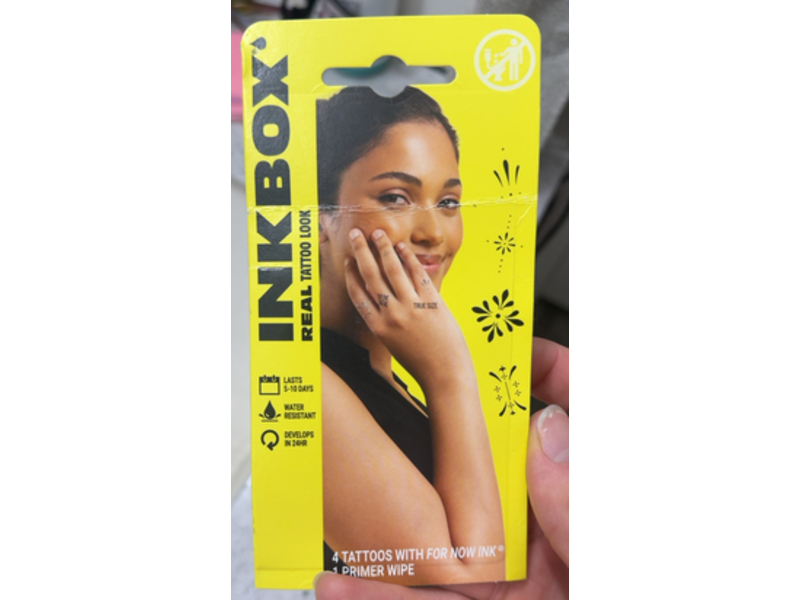 INKBOX®
REAL TATTOO LOOK
LASTS
5-10 DAYS
WATER
RESISTANT
DEVELOPS
IN 24HR
TRUE SIZE
4 TATTOOS WITH FOR NOW INK®
1 PRIMER WIPE